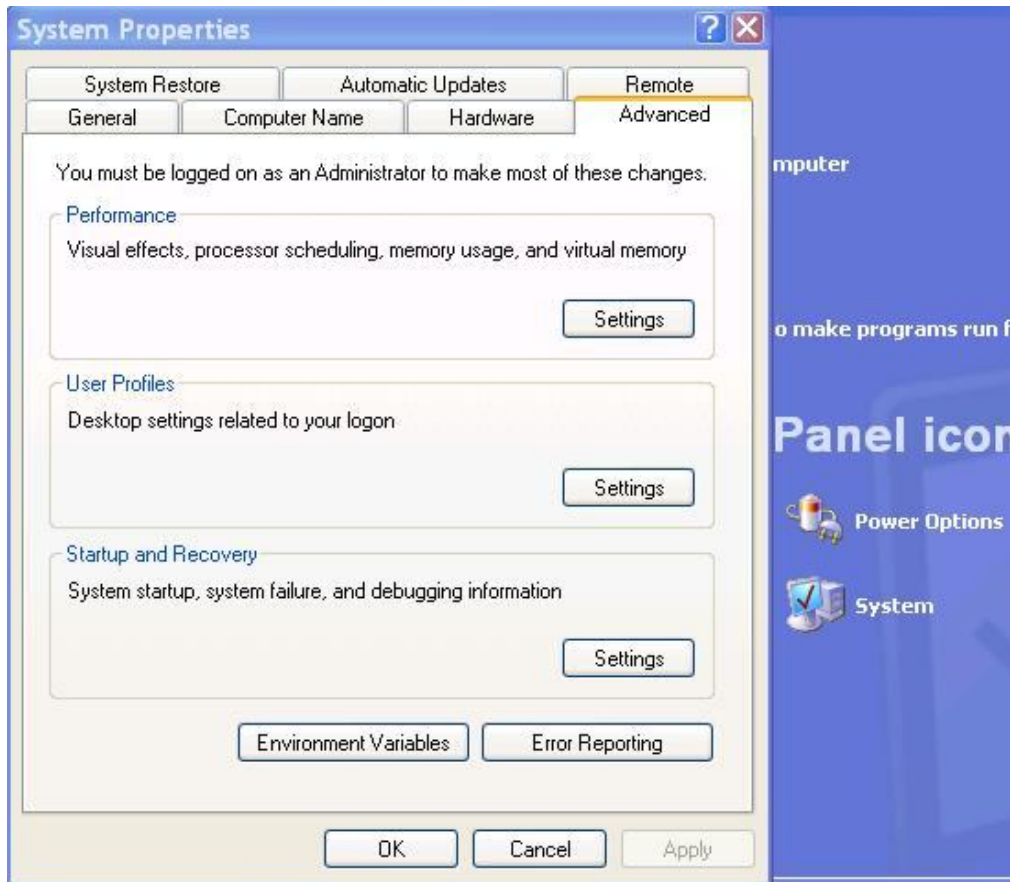 System Properties
System Restore
Automatic Updates
Remote
General
Computer Name
Hardware
Advanced
You must be logged on as an Administrator to make most of these changes.
Performance
Visual effects, processor scheduling, memory usage, and virtual memory
Settings
User Profiles
Desktop settings related to your logon
Settings
Startup and Recovery
System startup, system failure, and debugging information
Settings
Environment Variables
Error Reporting
OK
Cancel
Apply
mputer
o make programs run f
Panel icon
Power Options
System